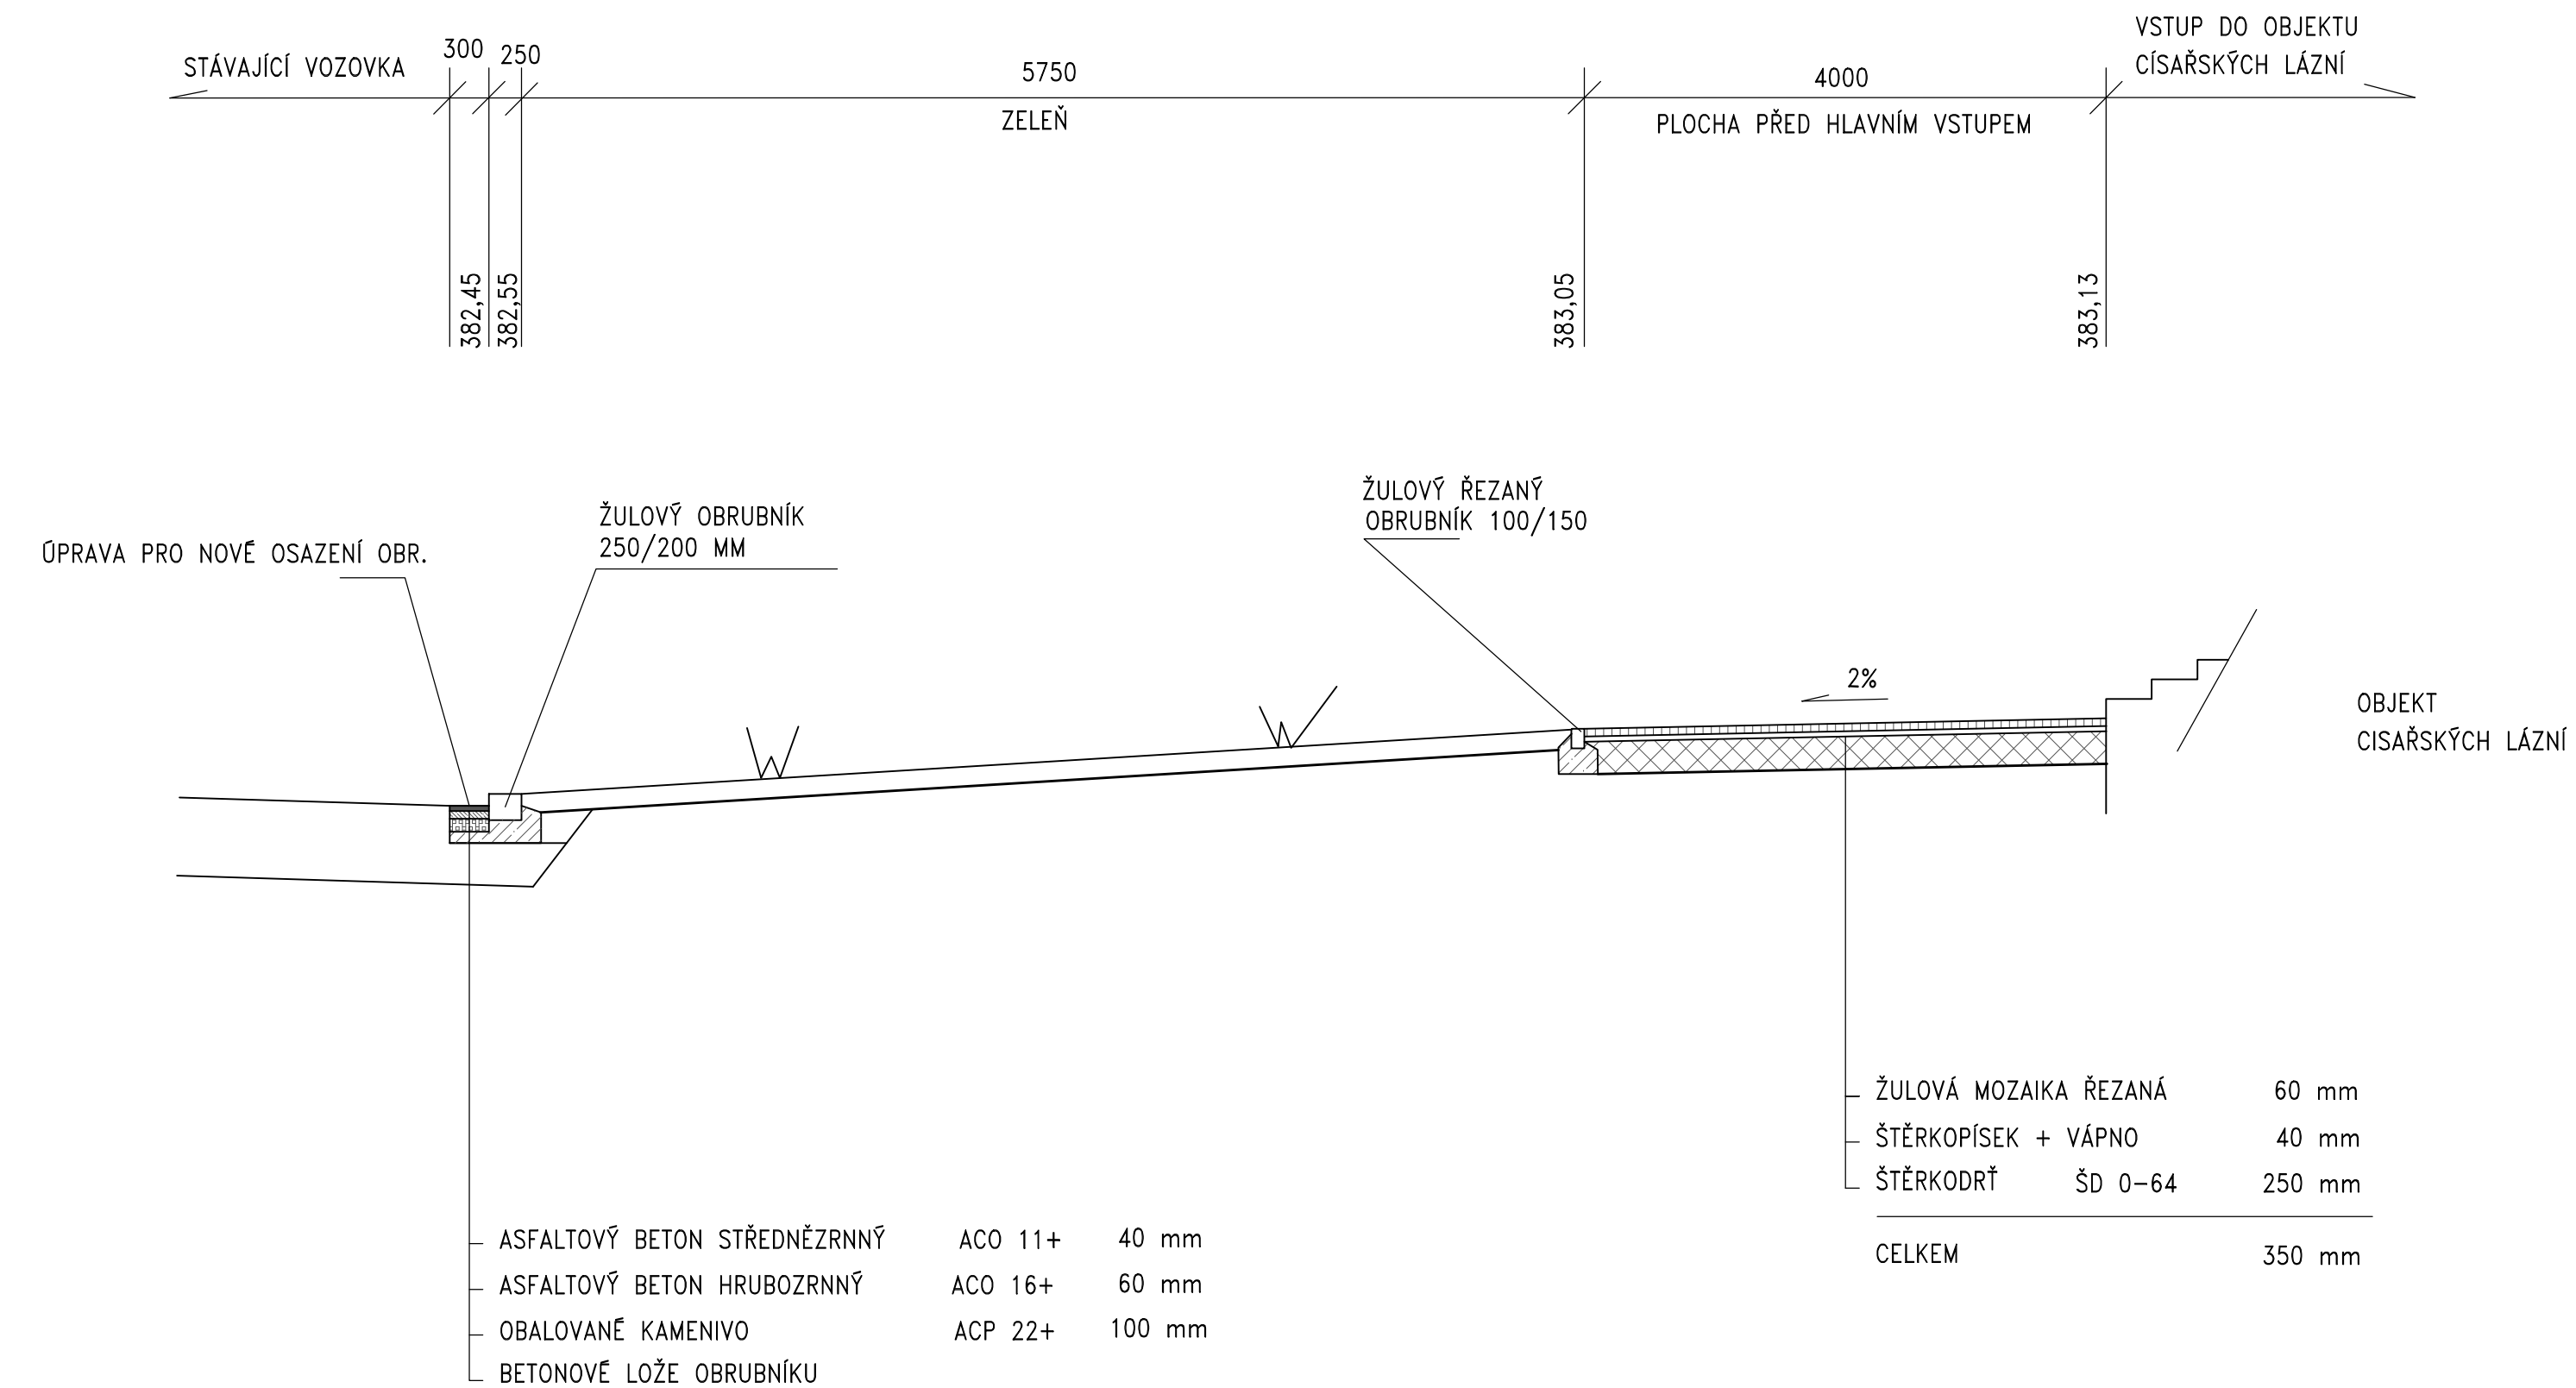 VSTUP DO OBJEKTU
CÍSAŘSKÝCH LÁZNÍ
STÁVAJÍCÍ VOZOVKA
300
250
5750
4000
ZELEŇ
PLOCHA PŘED HLAVNÍM VSTUPEM
382,45
382,55
383,05
383,13
ŽULOVÝ ŘEZANÝ
OBRUBNÍK 100/150
ŽULOVÝ OBRUBNÍK
250/200 MM
ÚPRAVA PRO NOVÉ OSAZENÍ OBR.
2%
OBJEKT
CISAŘSKÝCH LÁZNÍ
ŽULOVÁ MOZAIKA ŘEZANÁ 60 mm
ŠTĚRKOPÍSEK + VÁPNO 40 mm
ŠTĚRKODRŤ ŠD 0-64 250 mm
CELKEM 350 mm
ASFALTOVÝ BETON STŘEDNĚZRNNÝ ACO 11+ 40 mm
ASFALTOVÝ BETON HRUBOZRNNÝ ACO 16+ 60 mm
OBALOVANÉ KAMENIVO ACP 22+ 100 mm
BETONOVÉ LOŽE OBRUBNÍKU